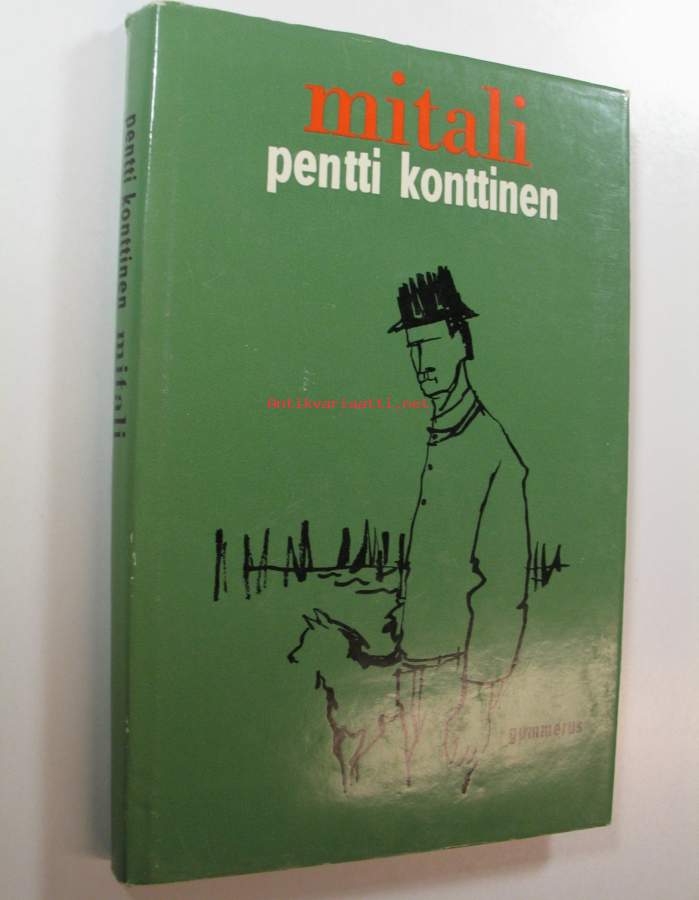 mitali
pentti konttinen
pentti konttinen mitali
Antikvariaatti.net
gummerus